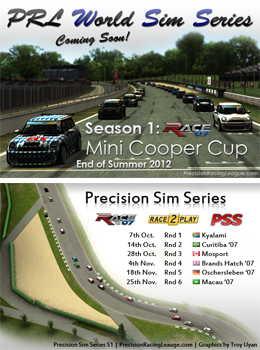 PRL World Sim Series
Coming Soon!
Season 1: RACE 07
Mini Cooper Cup
End of Summer 2012
PrecisionRacingLeague.com
Precision Sim Series
RACE 07 RACE 2 PLAY PSS
7th Oct. Rnd 1 Kyalami
14th Oct. Rnd 2 Curitiba '07
28th Oct. Rnd 3 Mosport
4th Nov. Rnd 4 Brands Hatch '07
18th Nov. Rnd 5 Oschersleben '07
25th Nov. Rnd 6 Macau '07
Precision Sim Series S1 | PrecisionRacingLeauge.com | Graphics by Troy Uyan